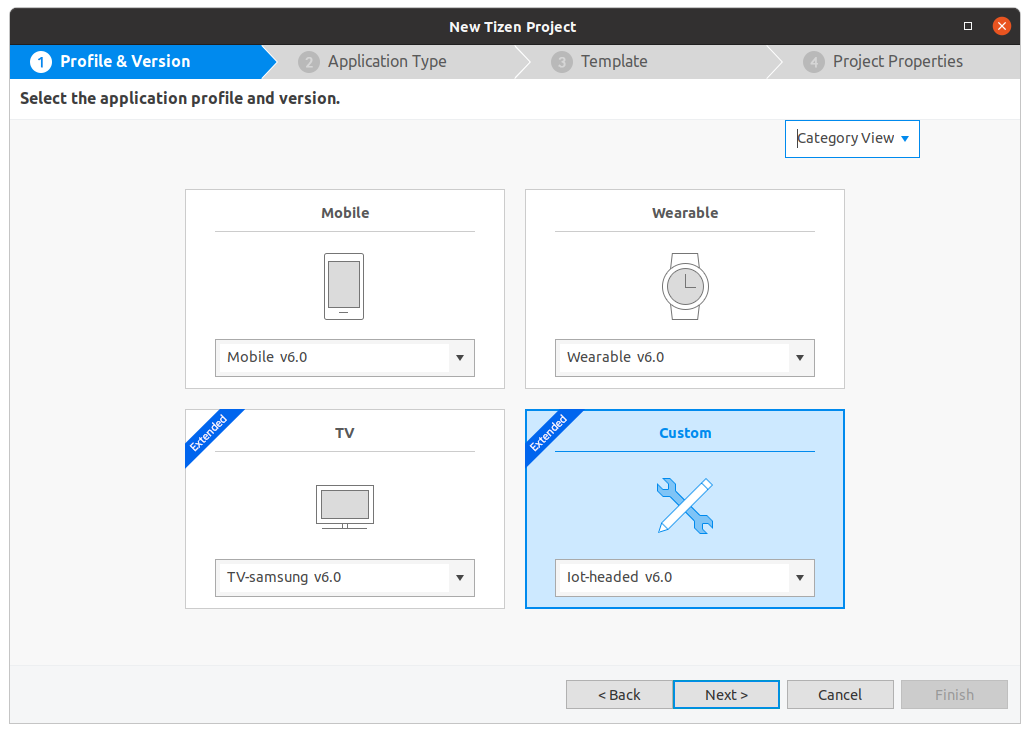 New Tizen Project
1 Profile & Version 2 Application Type 3 Template 4 Project Properties
Select the application profile and version.
Category View
Mobile
Mobile v6.0
Wearable
Wearable v6.0
Extended
TV
TV-samsung v6.0
Extended
Custom
Iot-headed v6.0
< Back Next > Cancel Finish